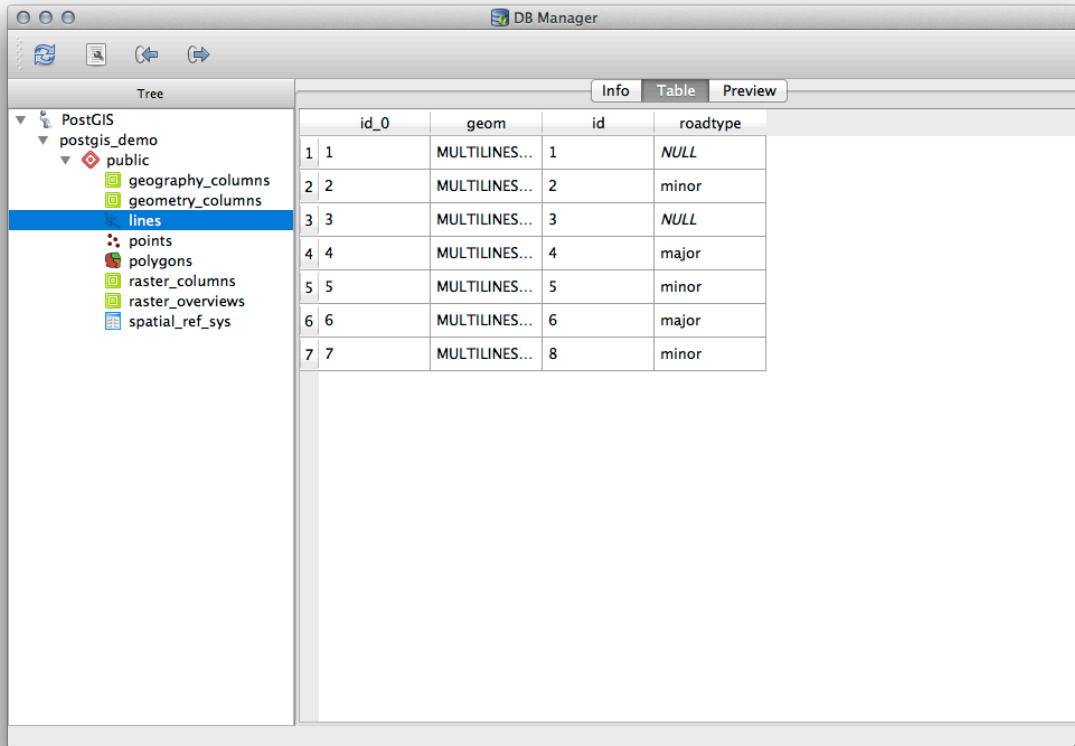 DB Manager
Tree
Info Table Preview
PostGIS
postgis_demo
public
geography_columns
geometry_columns
lines
points
polygons
raster_columns
raster_overviews
spatial_ref_sys
id_0 geom id roadtype
1 1 MULTILINES... 1 NULL
2 2 MULTILINES... 2 minor
3 3 MULTILINES... 3 NULL
4 4 MULTILINES... 4 major
5 5 MULTILINES... 5 minor
6 6 MULTILINES... 6 major
7 7 MULTILINES... 8 minor